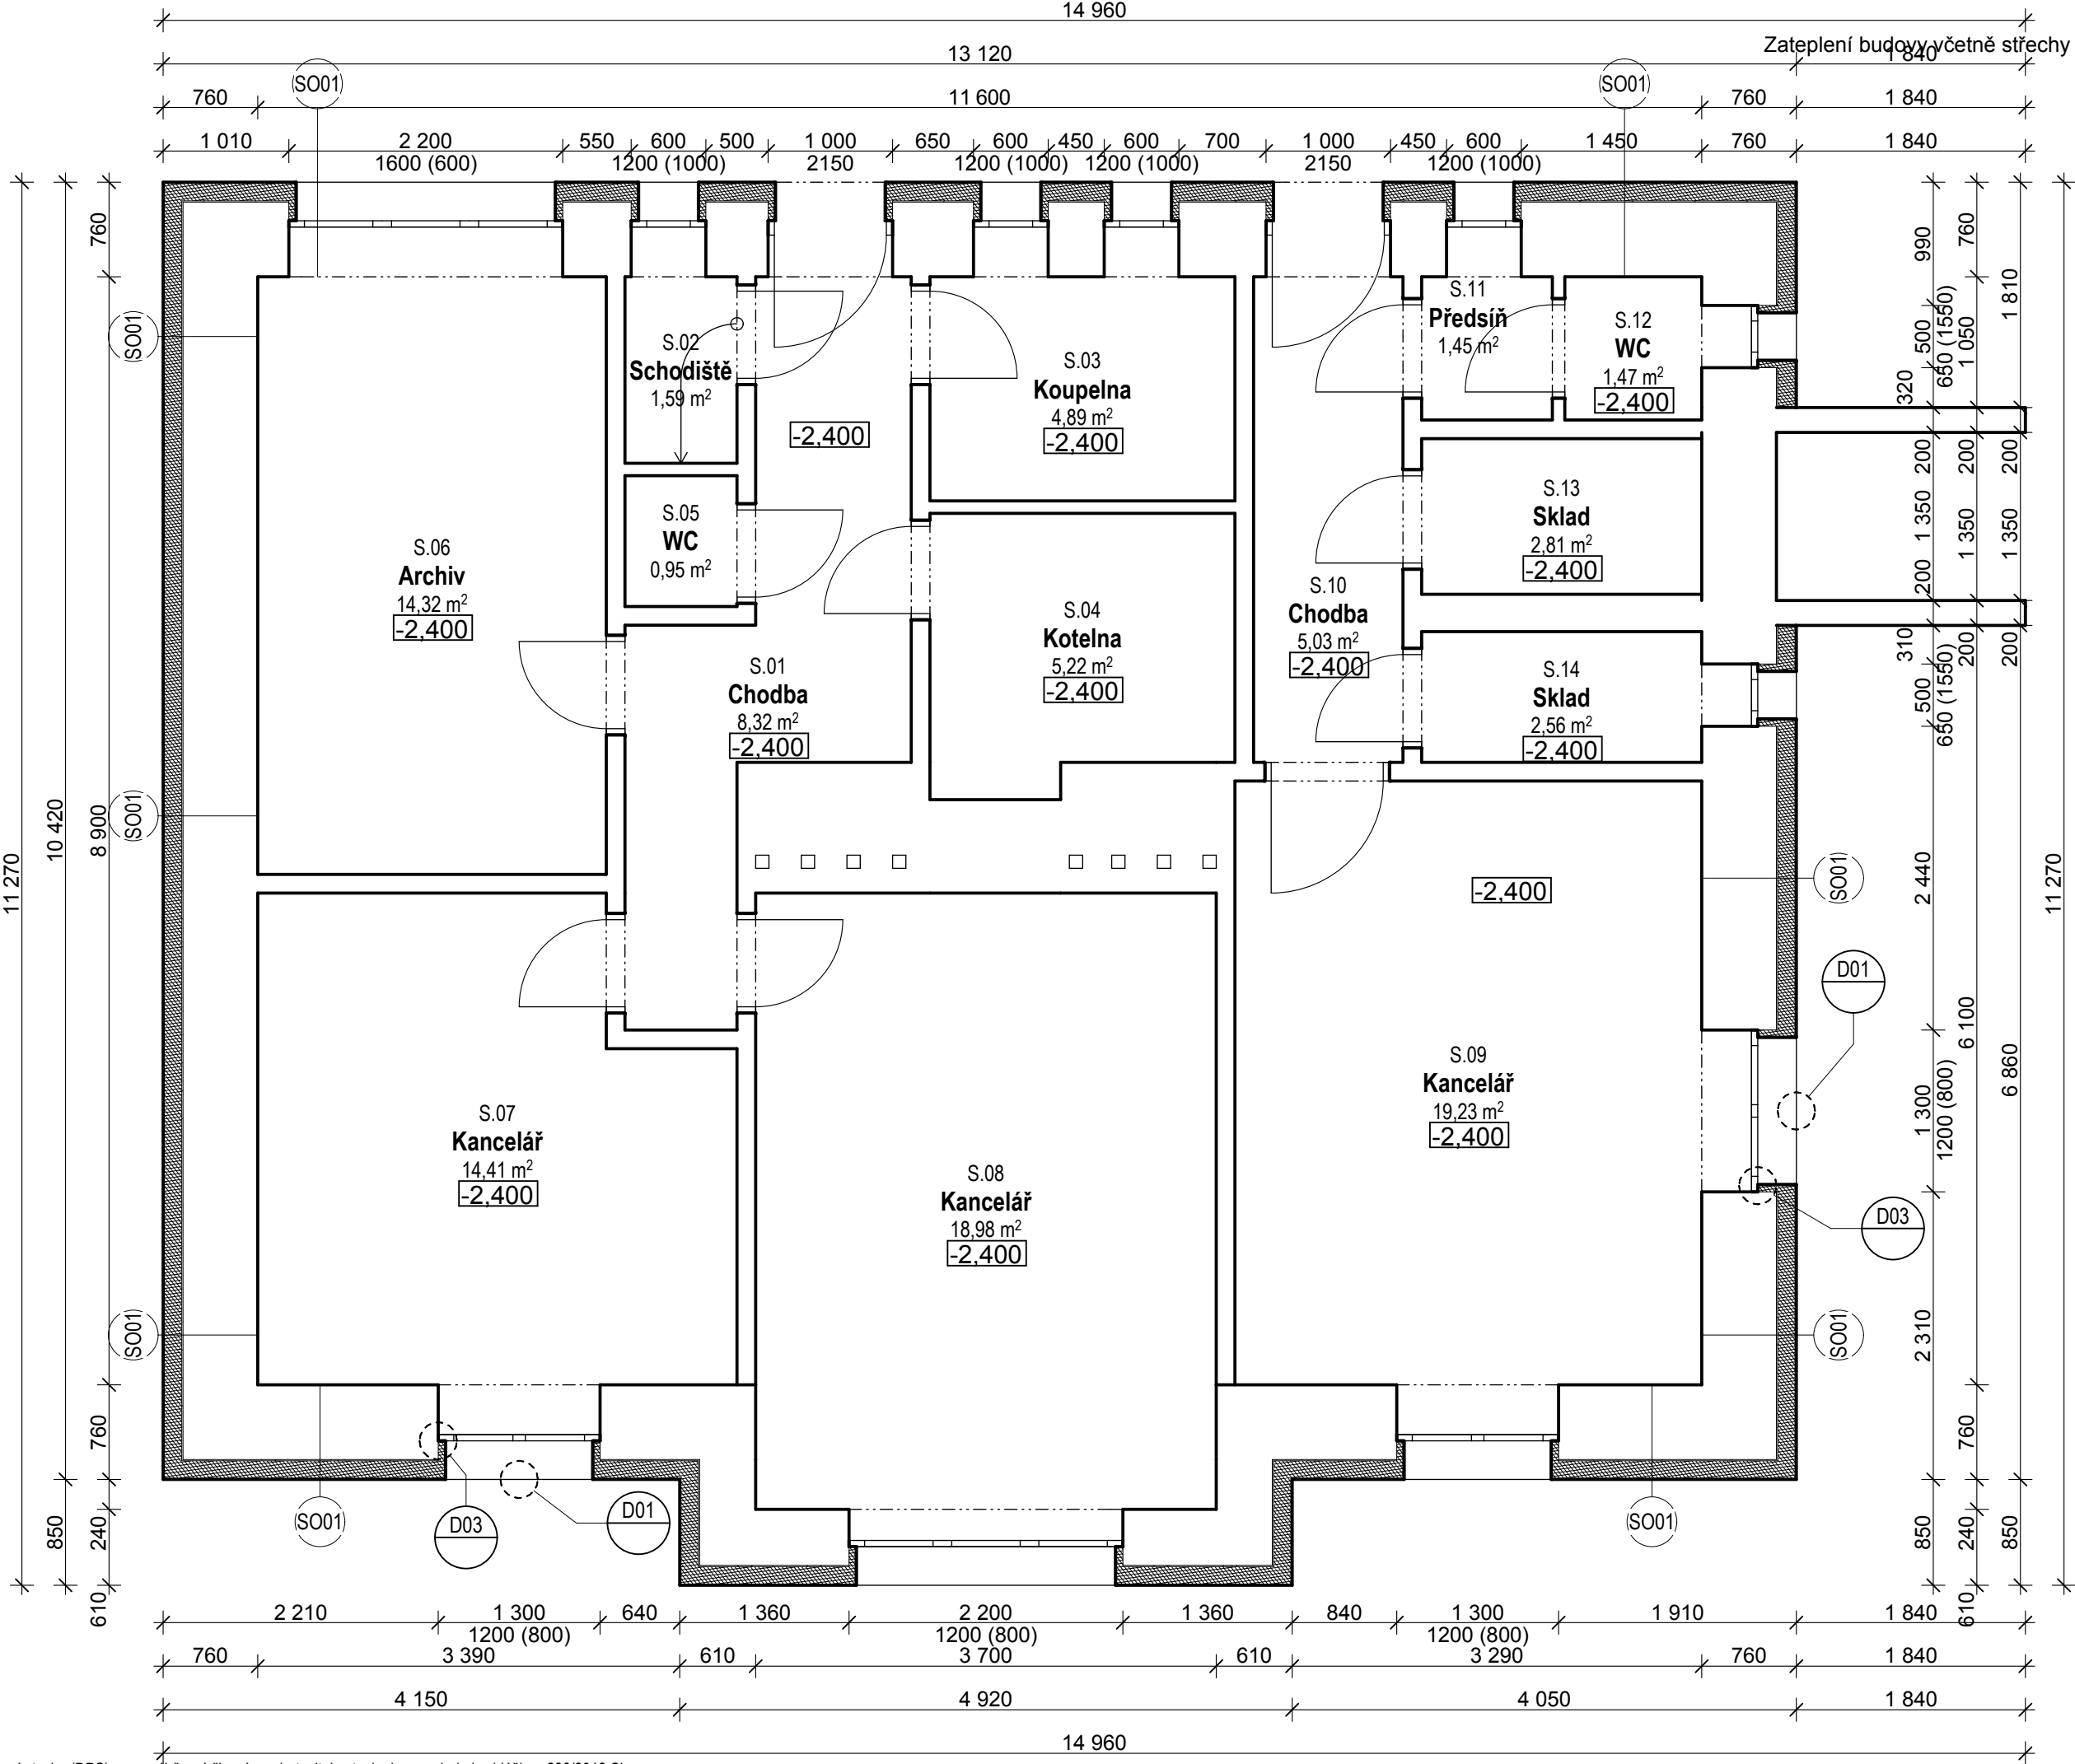 14 960
Zateplení budovy včetně střechy
13 120
1 840
SO01
SO01
760
11 600
760
1 840
1 010
2 200
550
600
500
1 000
650
600
450
600
700
1 000
450
600
1 450
760
1 840
1600 (600)
1200 (1000)
2150
1200 (1000)
1200 (1000)
2150
1200 (1000)
760
8 900
760
240
610
10 420
850
11 270
SO01
SO01
SO01
S.02
Schodiště
1,59 m²
-2,400
S.03
Koupelna
4,89 m²
-2,400
S.11
Předsíň
1,45 m²
S.12
WC
1,47 m²
-2,400
S.13
Sklad
2,81 m²
-2,400
S.05
WC
0,95 m²
S.06
Archiv
14,32 m²
-2,400
S.10
Chodba
5,03 m²
-2,400
S.04
Kotelna
5,22 m²
-2,400
S.01
Chodba
8,32 m²
-2,400
S.14
Sklad
2,56 m²
-2,400
-2,400
S.09
Kancelář
19,23 m²
-2,400
S.07
Kancelář
14,41 m²
-2,400
S.08
Kancelář
18,98 m²
-2,400
990
500
650 (1550)
320
200
1 350
200
310
500
650 (1550)
2 440
1 300
1200 (800)
2 310
850
760
1 050
200
1 350
200
6 100
760
240
610
1 810
200
1 350
200
6 860
850
11 270
SO01
D01
D03
SO01
SO01
D03
D01
SO01
2 210
1 300
640
1 360
2 200
1 360
840
1 300
1 910
1 840
1200 (800)
1200 (800)
1200 (800)
760
3 390
610
3 700
610
3 290
760
1 840
4 150
4 920
4 050
1 840
14 960